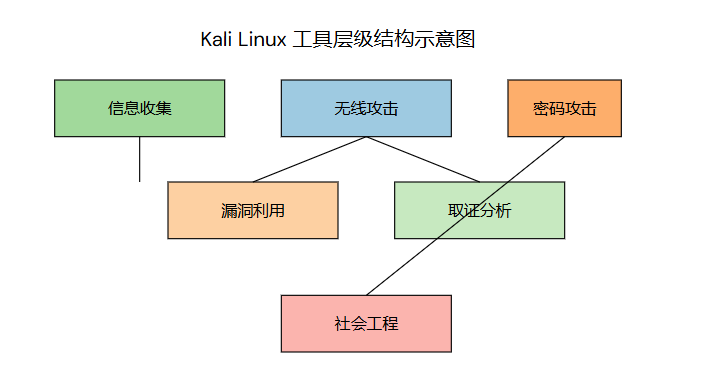 Kali Linux 工具层级结构示意图
信息收集
无线攻击
密码攻击
漏洞利用
取证分析
社会工程